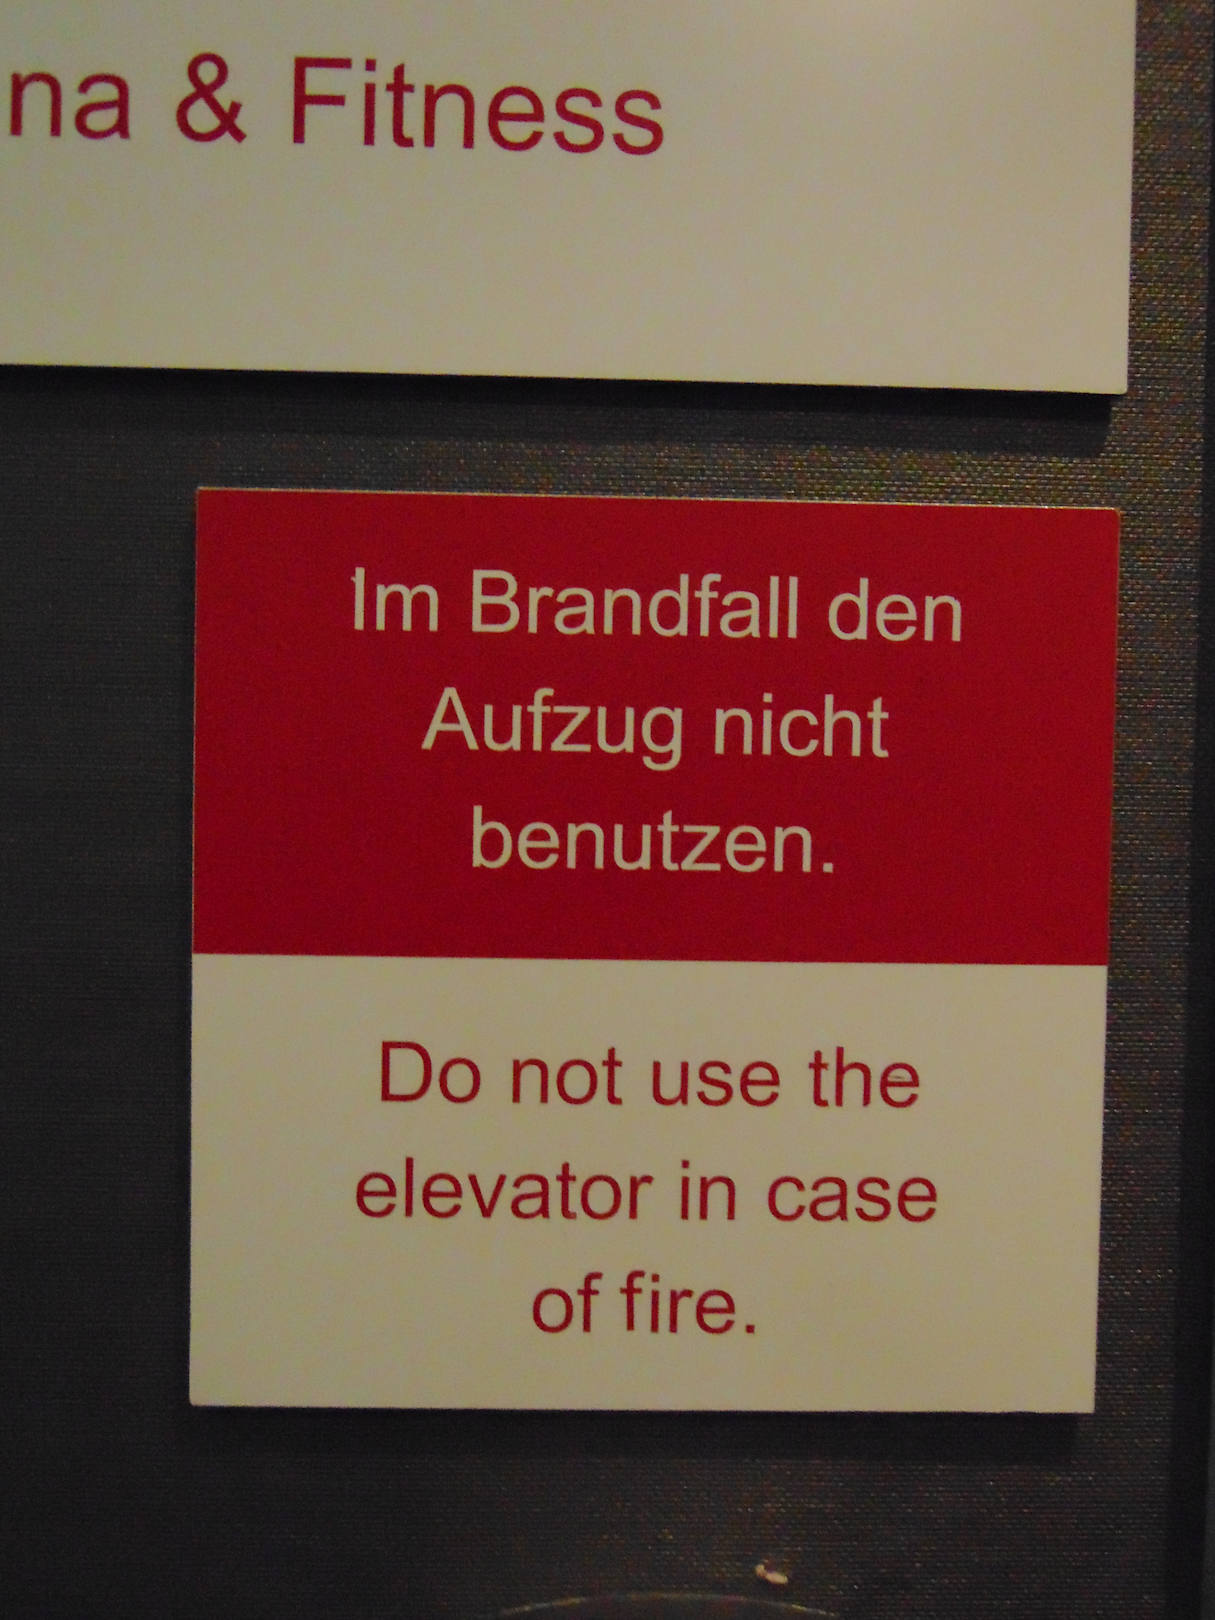 na & Fitness
Im Brandfall den
Aufzug nicht
benutzen.
Do not use the
elevator in case
of fire.